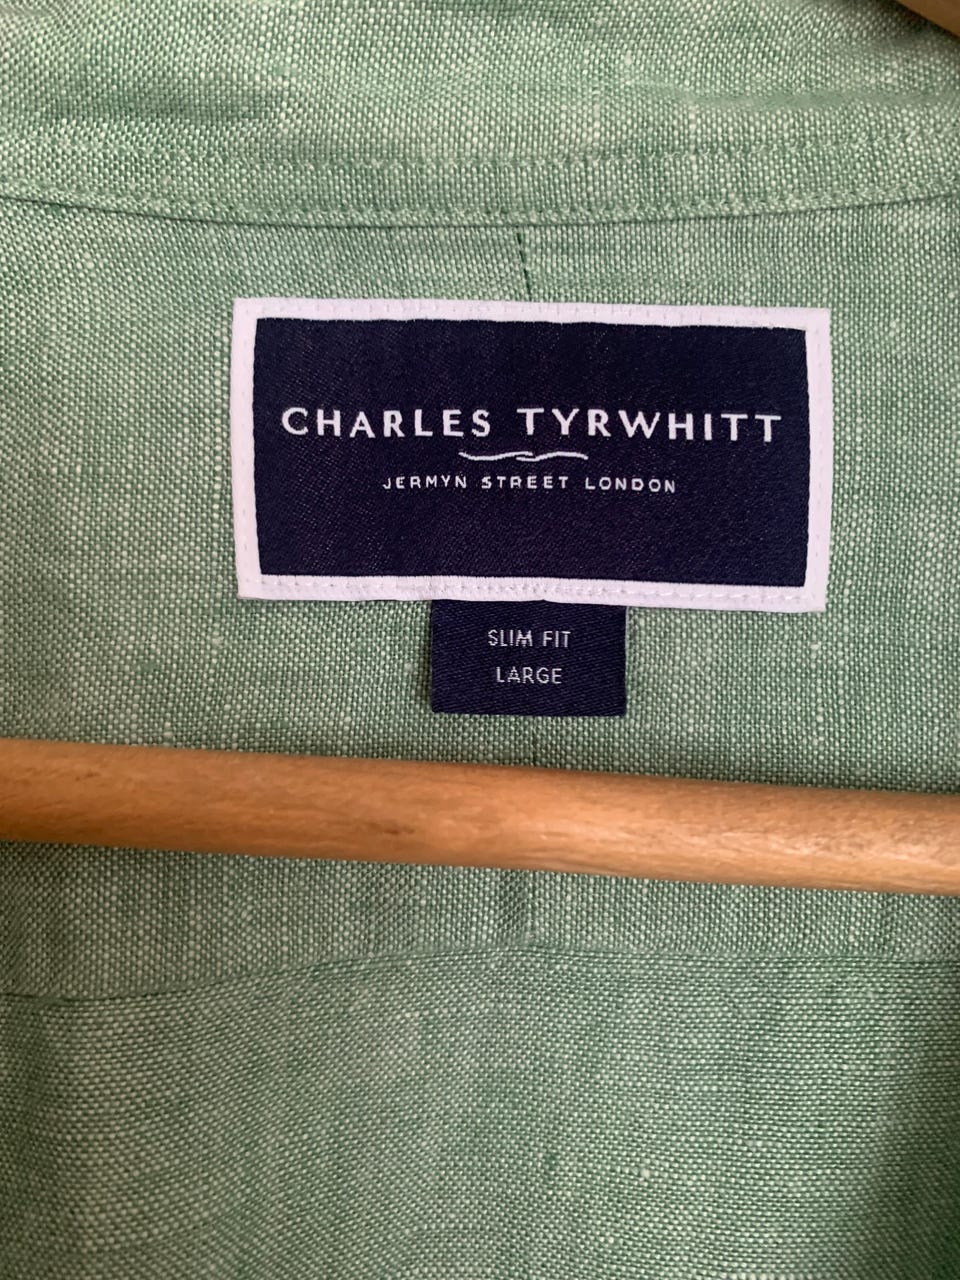 CHARLES TYRWHITT
JERMYN STREET LONDON
SLIM FIT
LARGE